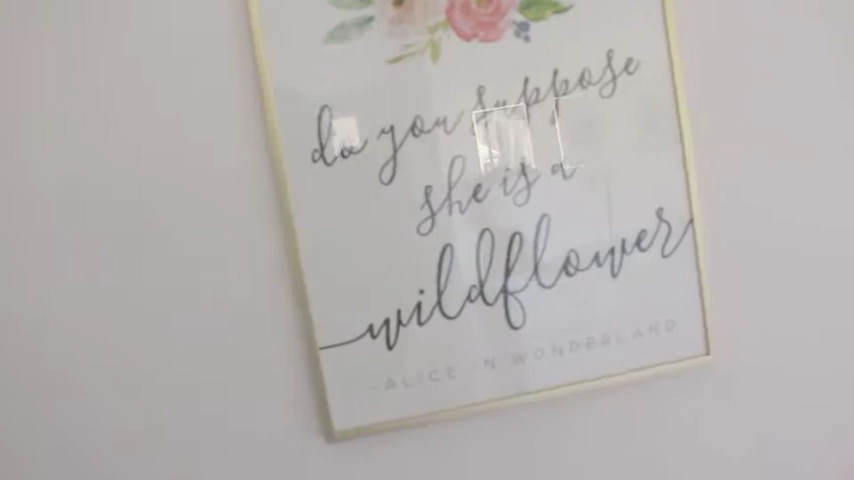 do you suppose
she is a
wildflower
-ALICE IN WONDERLAND